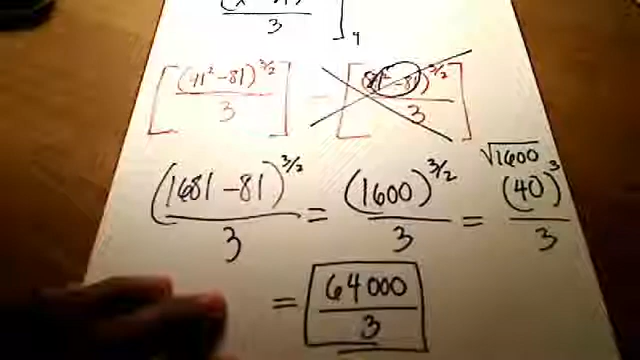 3 ]₄
[ (41² - 81)^3/2 / 3 ] - [ (81² - 81)^3/2 / 3 ]
√1600
(1681 - 81)^3/2 / 3 = (1600)^3/2 / 3 = (40)³ / 3
= 64000 / 3